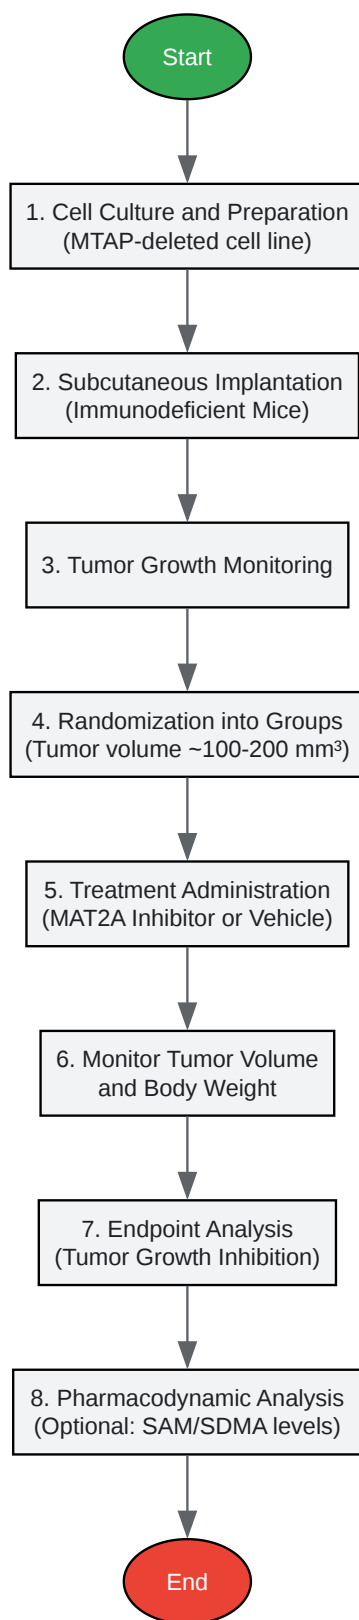 Start
1. Cell Culture and Preparation
(MTAP-deleted cell line)
2. Subcutaneous Implantation
(Immunodeficient Mice)
3. Tumor Growth Monitoring
4. Randomization into Groups
(Tumor volume ~100-200 mm³)
5. Treatment Administration
(MAT2A Inhibitor or Vehicle)
6. Monitor Tumor Volume
and Body Weight
7. Endpoint Analysis
(Tumor Growth Inhibition)
8. Pharmacodynamic Analysis
(Optional: SAM/SDMA levels)
End